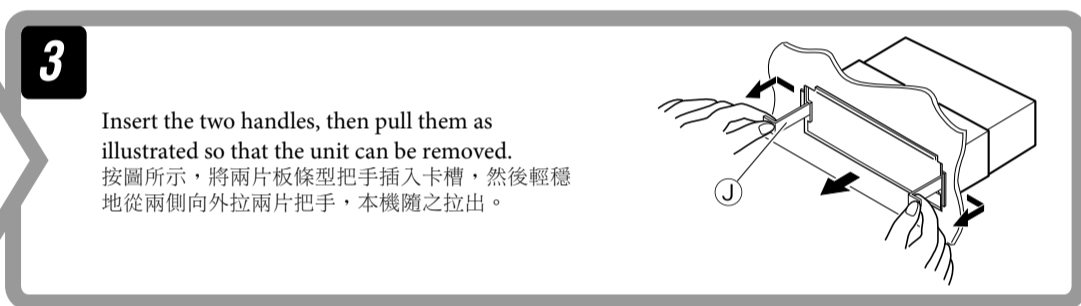 3
Insert the two handles, then pull them as
illustrated so that the unit can be removed.
按圖所示，將兩片板條型把手插入卡槽，然後輕穩
地從兩側向外拉兩片把手，本機隨之拉出。
J